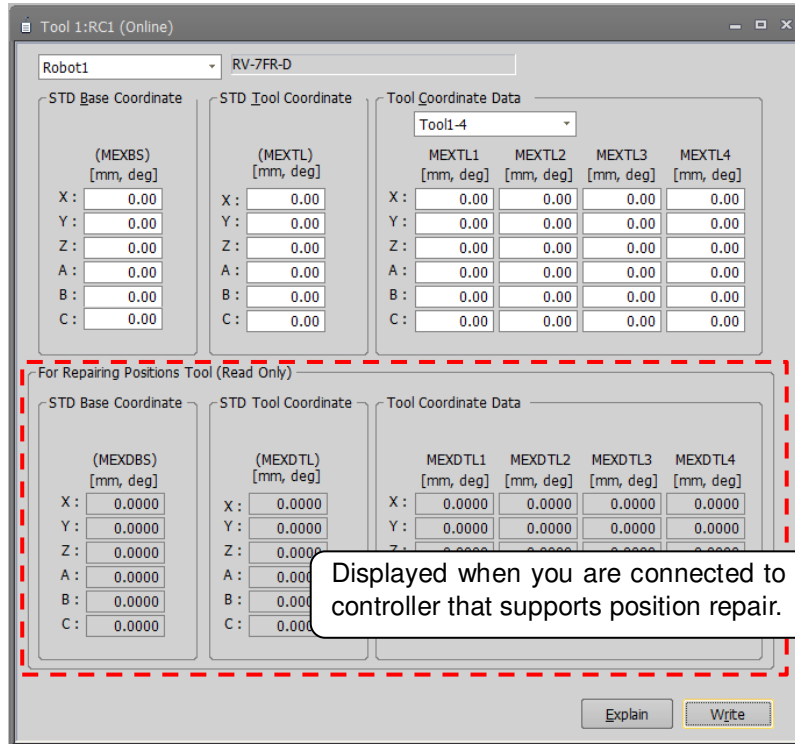 Tool 1:RC1 (Online)
Robot1 RV-7FR-D
STD Base Coordinate STD Tool Coordinate Tool Coordinate Data
Tool1-4
(MEXBS) (MEXTL) MEXTL1 MEXTL2 MEXTL3 MEXTL4
[mm, deg] [mm, deg] [mm, deg] [mm, deg] [mm, deg] [mm, deg]
X : 0.00 X : 0.00 X : 0.00 0.00 0.00 0.00
Y : 0.00 Y : 0.00 Y : 0.00 0.00 0.00 0.00
Z : 0.00 Z : 0.00 Z : 0.00 0.00 0.00 0.00
A : 0.00 A : 0.00 A : 0.00 0.00 0.00 0.00
B : 0.00 B : 0.00 B : 0.00 0.00 0.00 0.00
C : 0.00 C : 0.00 C : 0.00 0.00 0.00 0.00
For Repairing Positions Tool (Read Only)
STD Base Coordinate STD Tool Coordinate Tool Coordinate Data
(MEXDBS) (MEXDTL) MEXDTL1 MEXDTL2 MEXDTL3 MEXDTL4
[mm, deg] [mm, deg] [mm, deg] [mm, deg] [mm, deg] [mm, deg]
X : 0.0000 X : 0.0000 X : 0.0000 0.0000 0.0000 0.0000
Y : 0.0000 Y : 0.0000 Y : 0.0000 0.0000 0.0000 0.0000
Z : 0.0000 Z : 0.0000
A : 0.0000 A :
B : 0.0000 B :
C : 0.0000 C :
Displayed when you are connected to
controller that supports position repair.
Explain Write